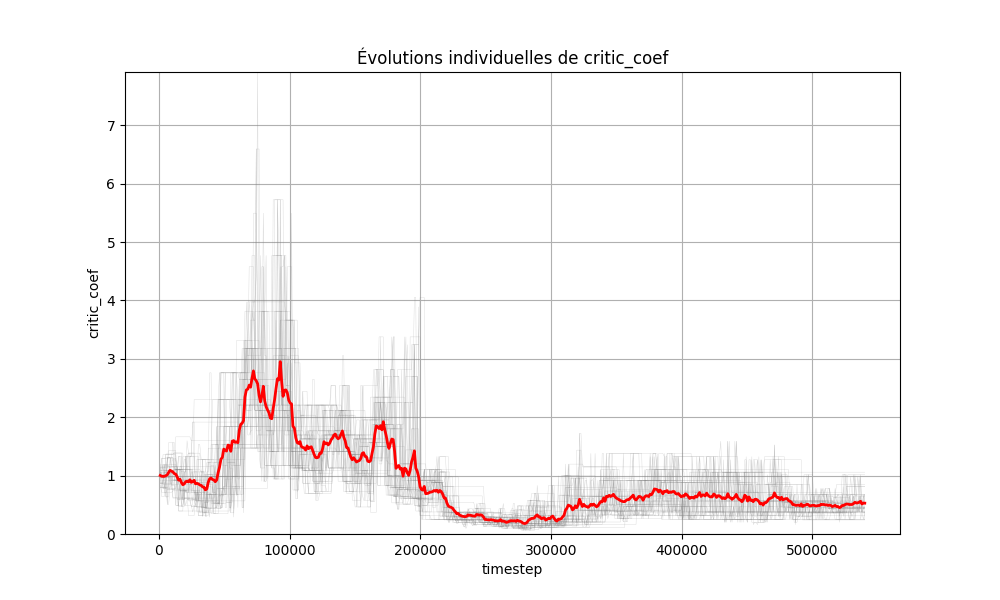 Évolutions individuelles de critic_coef
critic_coef
7
6
5
4
3
2
1
0
0 100000 200000 300000 400000 500000
timestep